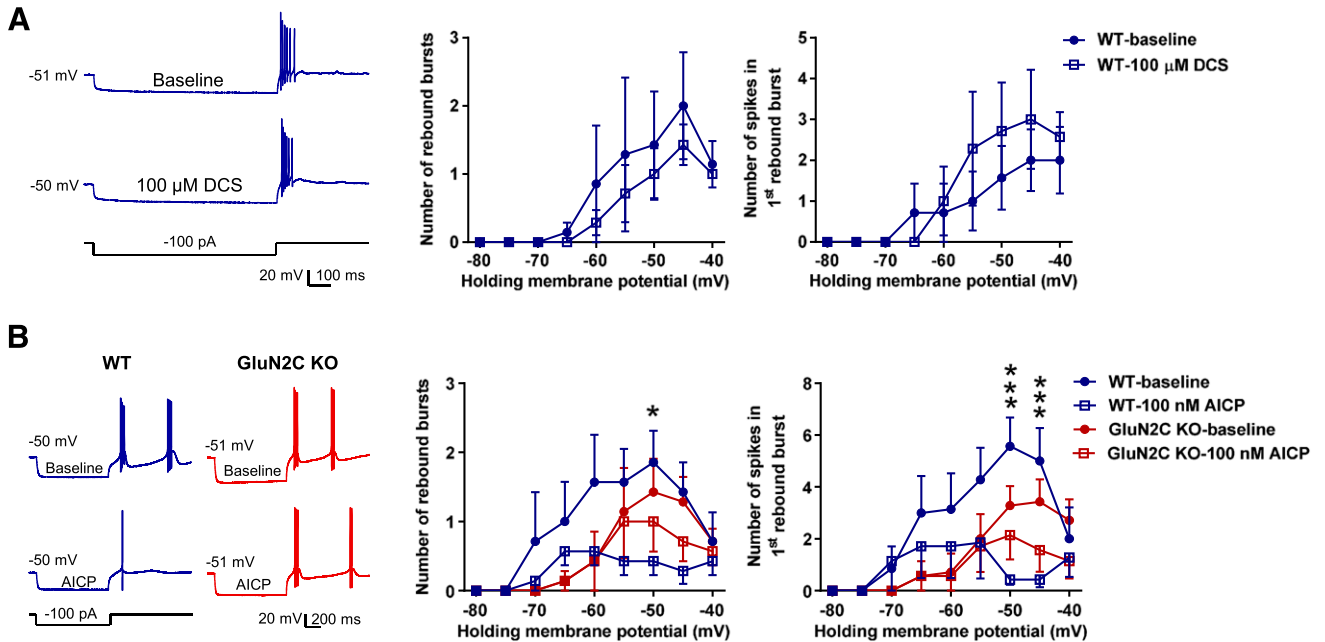 A
-51 mV
Baseline
-50 mV
100 µM DCS
-100 pA
20 mV 100 ms
Number of rebound bursts
3
2
1
0
-80 -70 -60 -50 -40
Holding membrane potential (mV)
Number of spikes in
1st rebound burst
5
4
3
2
1
0
-80 -70 -60 -50 -40
Holding membrane potential (mV)
WT-baseline
WT-100 µM DCS
B
WT
GluN2C KO
-50 mV
Baseline
-51 mV
Baseline
-50 mV
AICP
-51 mV
AICP
-100 pA
20 mV 200 ms
Number of rebound bursts
3
2
1
0
*
-80 -70 -60 -50 -40
Holding membrane potential (mV)
Number of spikes in
1st rebound burst
8
6
4
2
0
***
***
-80 -70 -60 -50 -40
Holding membrane potential (mV)
WT-baseline
WT-100 nM AICP
GluN2C KO-baseline
GluN2C KO-100 nM AICP